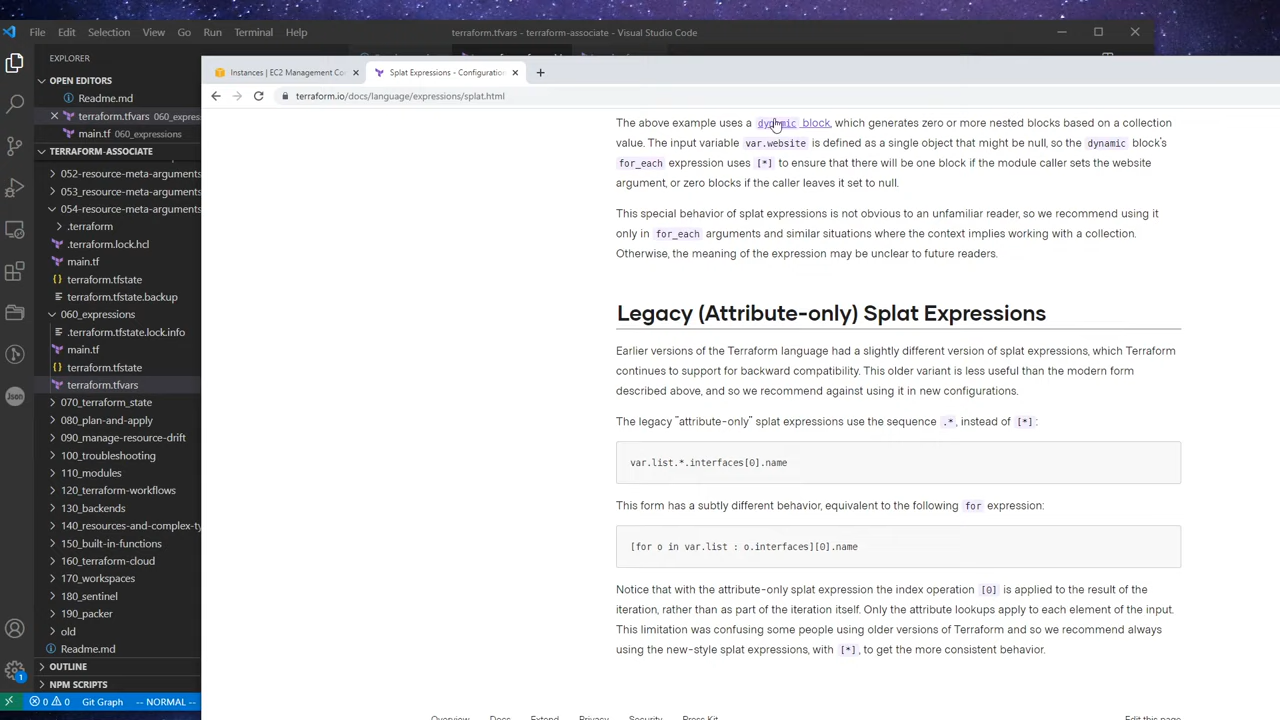 File Edit Selection View Go Run Terminal Help
terraform.tfvars - terraform-associate - Visual Studio Code
EXPLORER
OPEN EDITORS
Readme.md
terraform.tfvars 060_expres
main.tf 060_expressions
TERRAFORM-ASSOCIATE
052-resource-meta-arguments
053_resource-meta-arguments
054-resource-meta-arguments
.terraform
.terraform.lock.hcl
main.tf
terraform.tfstate
terraform.tfstate.backup
060_expressions
.terraform.tfstate.lock.info
main.tf
terraform.tfstate
terraform.tfvars
070_terraform_state
080_plan-and-apply
090_manage-resource-drift
100_troubleshooting
110_modules
120_terraform-workflows
130_backends
140_resources-and-complex-ty
150_built-in-functions
160_terraform-cloud
170_workspaces
180_sentinel
190_packer
old
Readme.md
OUTLINE
NPM SCRIPTS
Json
1
0 0 Git Graph -- NORMAL --
Instances | EC2 Management Co
Splat Expressions - Configuration
terraform.io/docs/language/expressions/splat.html
The above example uses a dynamic block, which generates zero or more nested blocks based on a collection
value. The input variable var.website is defined as a single object that might be null, so the dynamic block's
for_each expression uses [*] to ensure that there will be one block if the module caller sets the website
argument, or zero blocks if the caller leaves it set to null.
This special behavior of splat expressions is not obvious to an unfamiliar reader, so we recommend using it
only in for_each arguments and similar situations where the context implies working with a collection.
Otherwise, the meaning of the expression may be unclear to future readers.
Legacy (Attribute-only) Splat Expressions
Earlier versions of the Terraform language had a slightly different version of splat expressions, which Terraform
continues to support for backward compatibility. This older variant is less useful than the modern form
described above, and so we recommend against using it in new configurations.
The legacy "attribute-only" splat expressions use the sequence .*, instead of [*]:
var.list.*.interfaces[0].name
This form has a subtly different behavior, equivalent to the following for expression:
[for o in var.list : o.interfaces][0].name
Notice that with the attribute-only splat expression the index operation [0] is applied to the result of the
iteration, rather than as part of the iteration itself. Only the attribute lookups apply to each element of the input.
This limitation was confusing some people using older versions of Terraform and so we recommend always
using the new-style splat expressions, with [*], to get the more consistent behavior.
Overview Docs Extend Privacy Security Press Kit
Edit this page